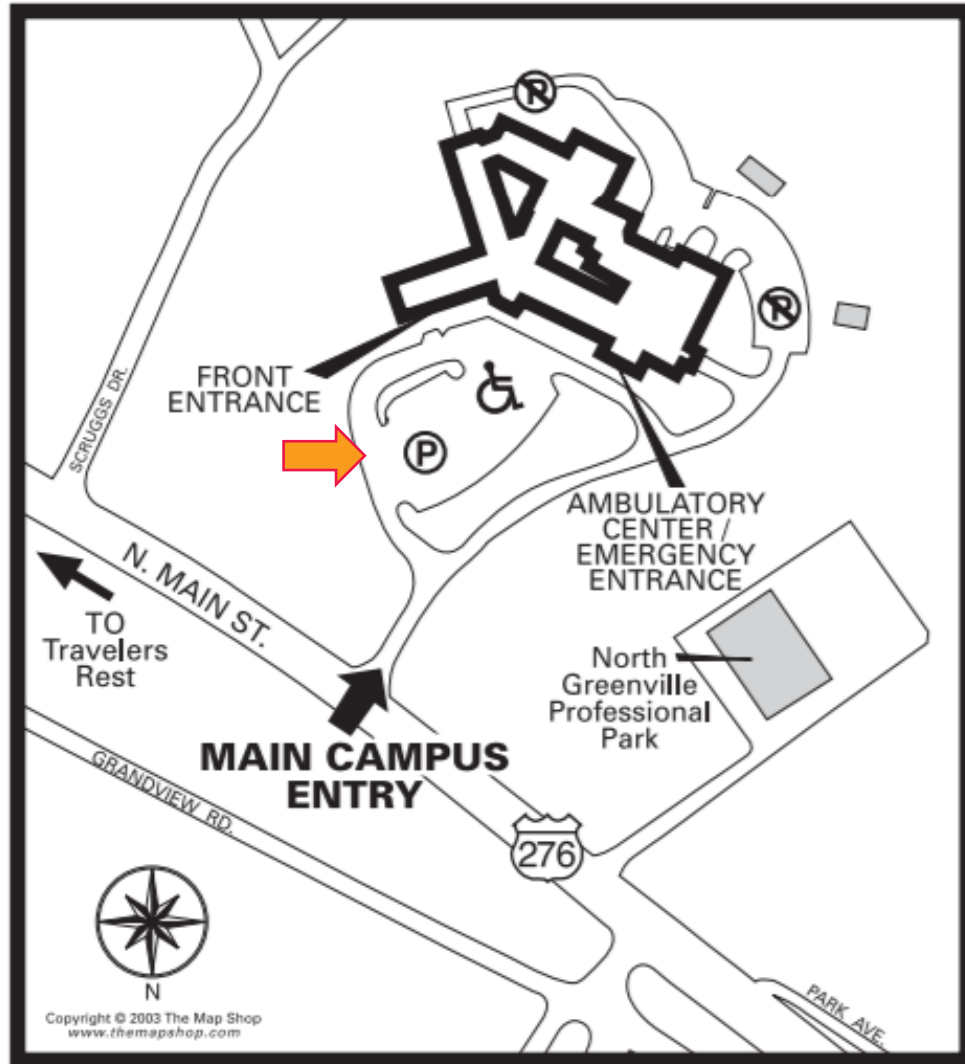 P
P
FRONT
ENTRANCE
SCRUGGS DR.
P
AMBULATORY
CENTER /
EMERGENCY
ENTRANCE
N. MAIN ST.
TO
Travelers
Rest
North
Greenville
Professional
Park
MAIN CAMPUS
ENTRY
GRANDVIEW RD.
276
N
PARK AVE.
Copyright © 2003 The Map Shop
www.themapshop.com